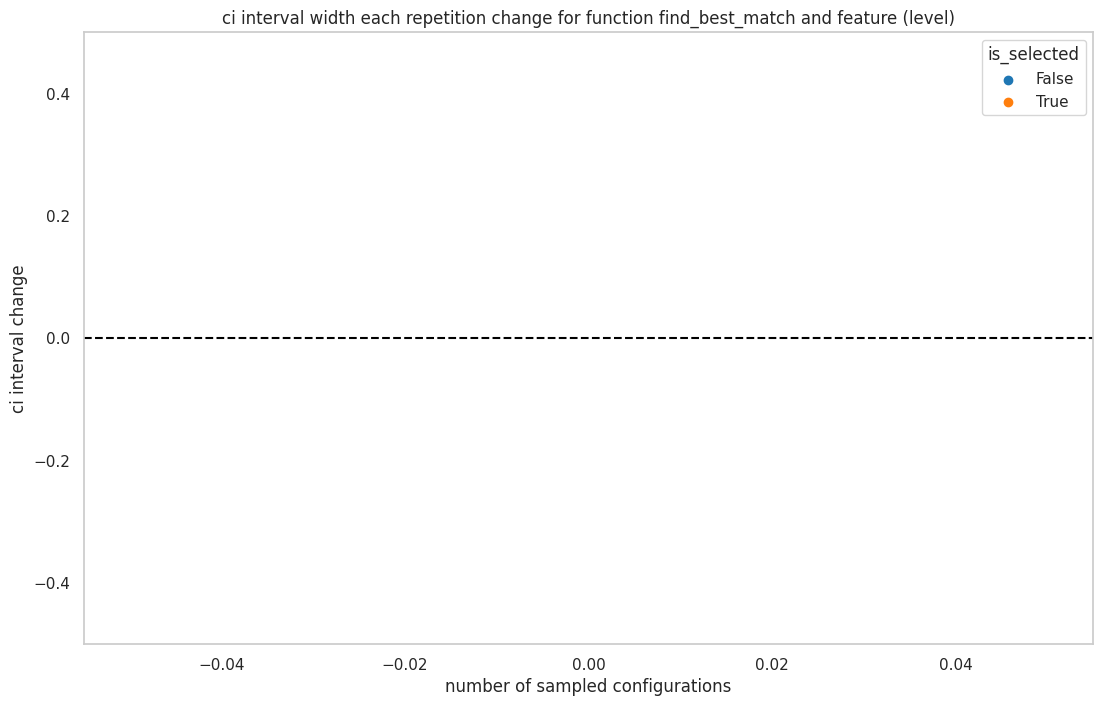 ci interval width each repetition change for function find_best_match and feature (level)
is_selected
False
True
0.4
0.2
0.0
−0.2
−0.4
ci interval change
−0.04
−0.02
0.00
0.02
0.04
number of sampled configurations